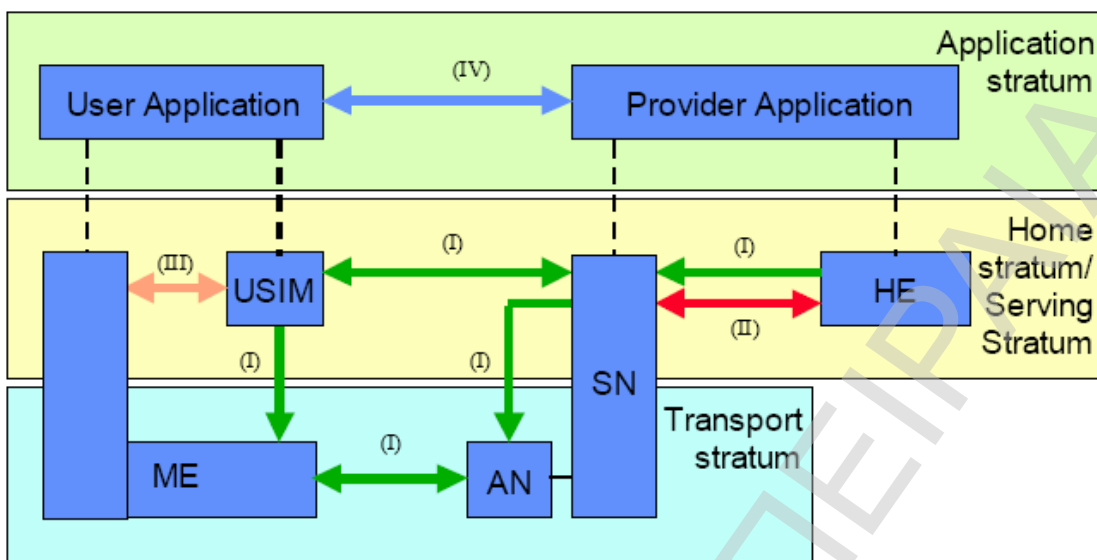 Application
stratum
(IV)
User Application
Provider Application
Home
stratum/
Serving
Stratum
(III)
USIM
(I)
(I)
HE
(II)
(I)
(I)
SN
Transport
stratum
ME
(I)
AN
ΠΕΙΡΑΙΑ